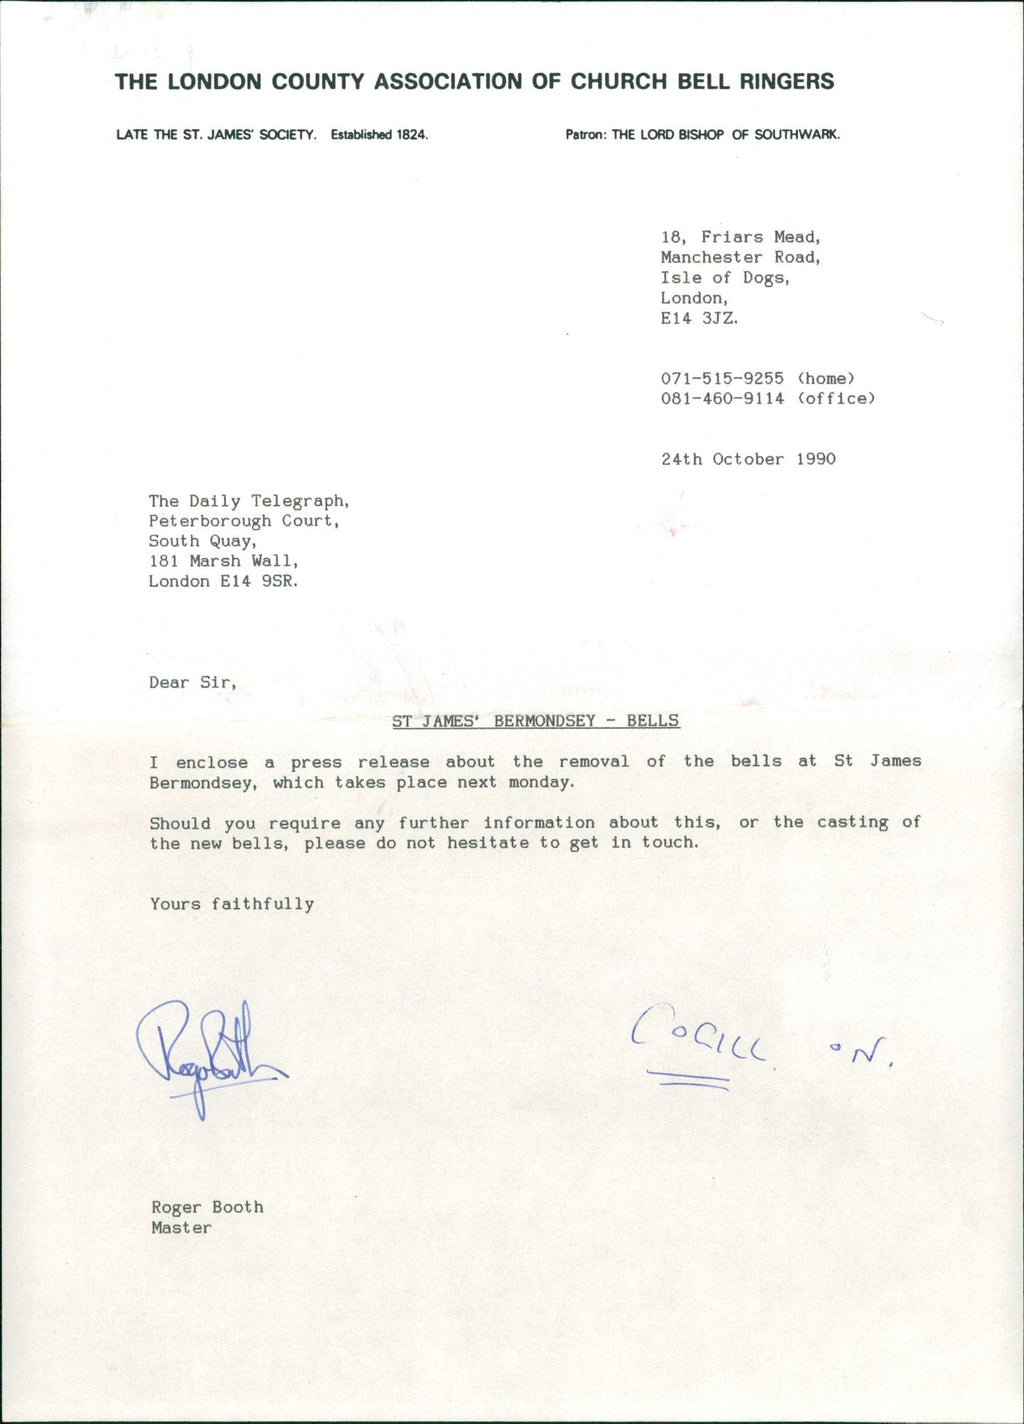 THE LONDON COUNTY ASSOCIATION OF CHURCH BELL RINGERS
LATE THE ST. JAMES' SOCIETY. Established 1824. Patron: THE LORD BISHOP OF SOUTHWARK.
18, Friars Mead,
Manchester Road,
Isle of Dogs,
London,
E14 3JZ.
071-515-9255 (home)
081-460-9114 (office)
24th October 1990
The Daily Telegraph,
Peterborough Court,
South Quay,
181 Marsh Wall,
London E14 9SR.
Dear Sir,
ST JAMES' BERMONDSEY - BELLS
I enclose a press release about the removal of the bells at St James
Bermondsey, which takes place next monday.
Should you require any further information about this, or the casting of
the new bells, please do not hesitate to get in touch.
Yours faithfully
Roger Booth
COGILL ON.
Roger Booth
Master